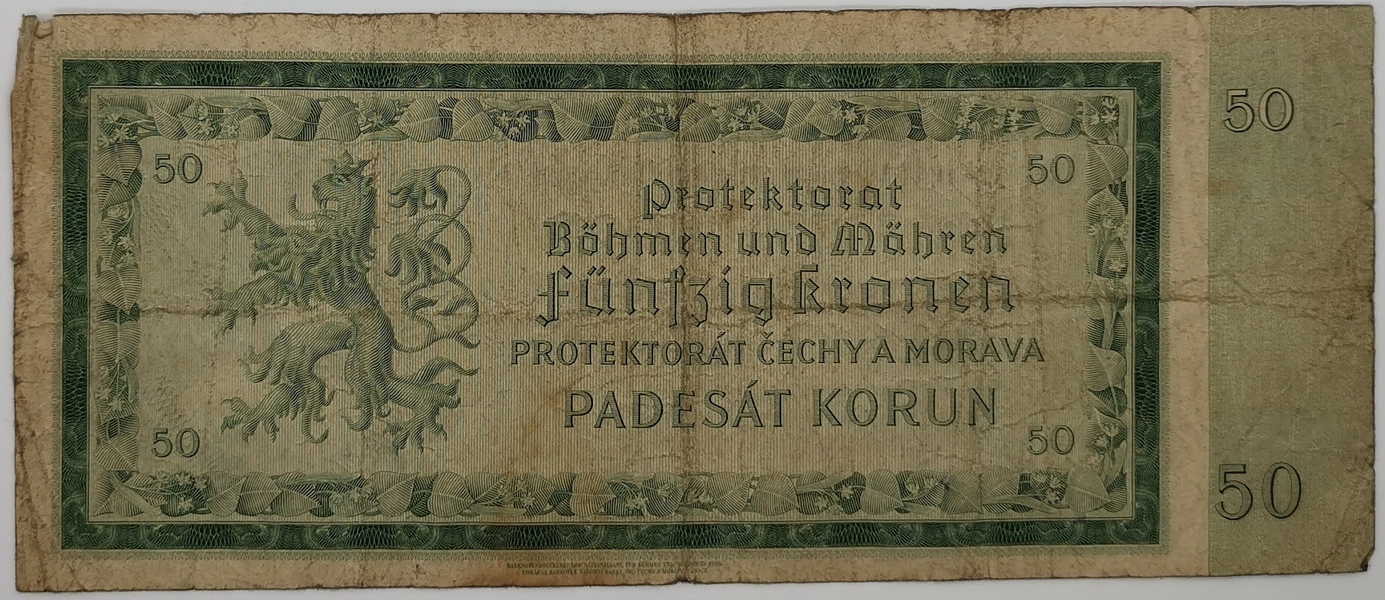 50
50 50
Protektorat
Böhmen und Mähren
Fünfzig Kronen
PROTEKTORÁT ČECHY A MORAVA
PADESÁT KORUN
50 50
50